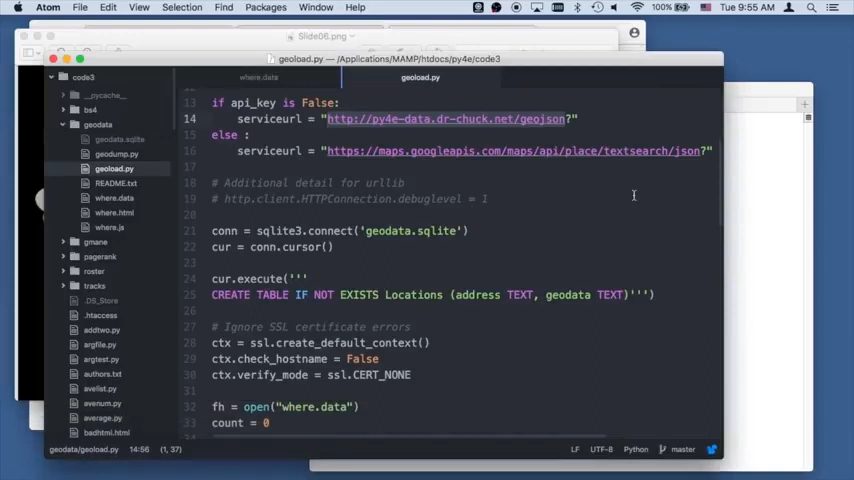 Atom File Edit View Selection Find Packages Window Help 100% Tue 9:55 AM
Slide06.png
geoload.py — /Applications/MAMP/htdocs/py4e/code3
code3
where.data geoload.py
__pycache__
bs4
geodata
geodata.sqlite
geodump.py
geoload.py
README.txt
where.data
where.html
where.js
gmane
pagerank
roster
tracks
.DS_Store
.htaccess
addtwo.py
argfile.py
argtest.py
authors.txt
avelist.py
avenum.py
average.py
badhtml.html
13 if api_key is False:
14 serviceurl = "http://py4e-data.dr-chuck.net/geojson?"
15 else :
16 serviceurl = "https://maps.googleapis.com/maps/api/place/textsearch/json?"
17
18 # Additional detail for urllib
19 # http.client.HTTPConnection.debuglevel = 1
20
21 conn = sqlite3.connect('geodata.sqlite')
22 cur = conn.cursor()
23
24 cur.execute('''
25 CREATE TABLE IF NOT EXISTS Locations (address TEXT, geodata TEXT)''')
26
27 # Ignore SSL certificate errors
28 ctx = ssl.create_default_context()
29 ctx.check_hostname = False
30 ctx.verify_mode = ssl.CERT_NONE
31
32 fh = open("where.data")
33 count = 0
geodata/geoload.py 14:56 (1, 37) LF UTF-8 Python master